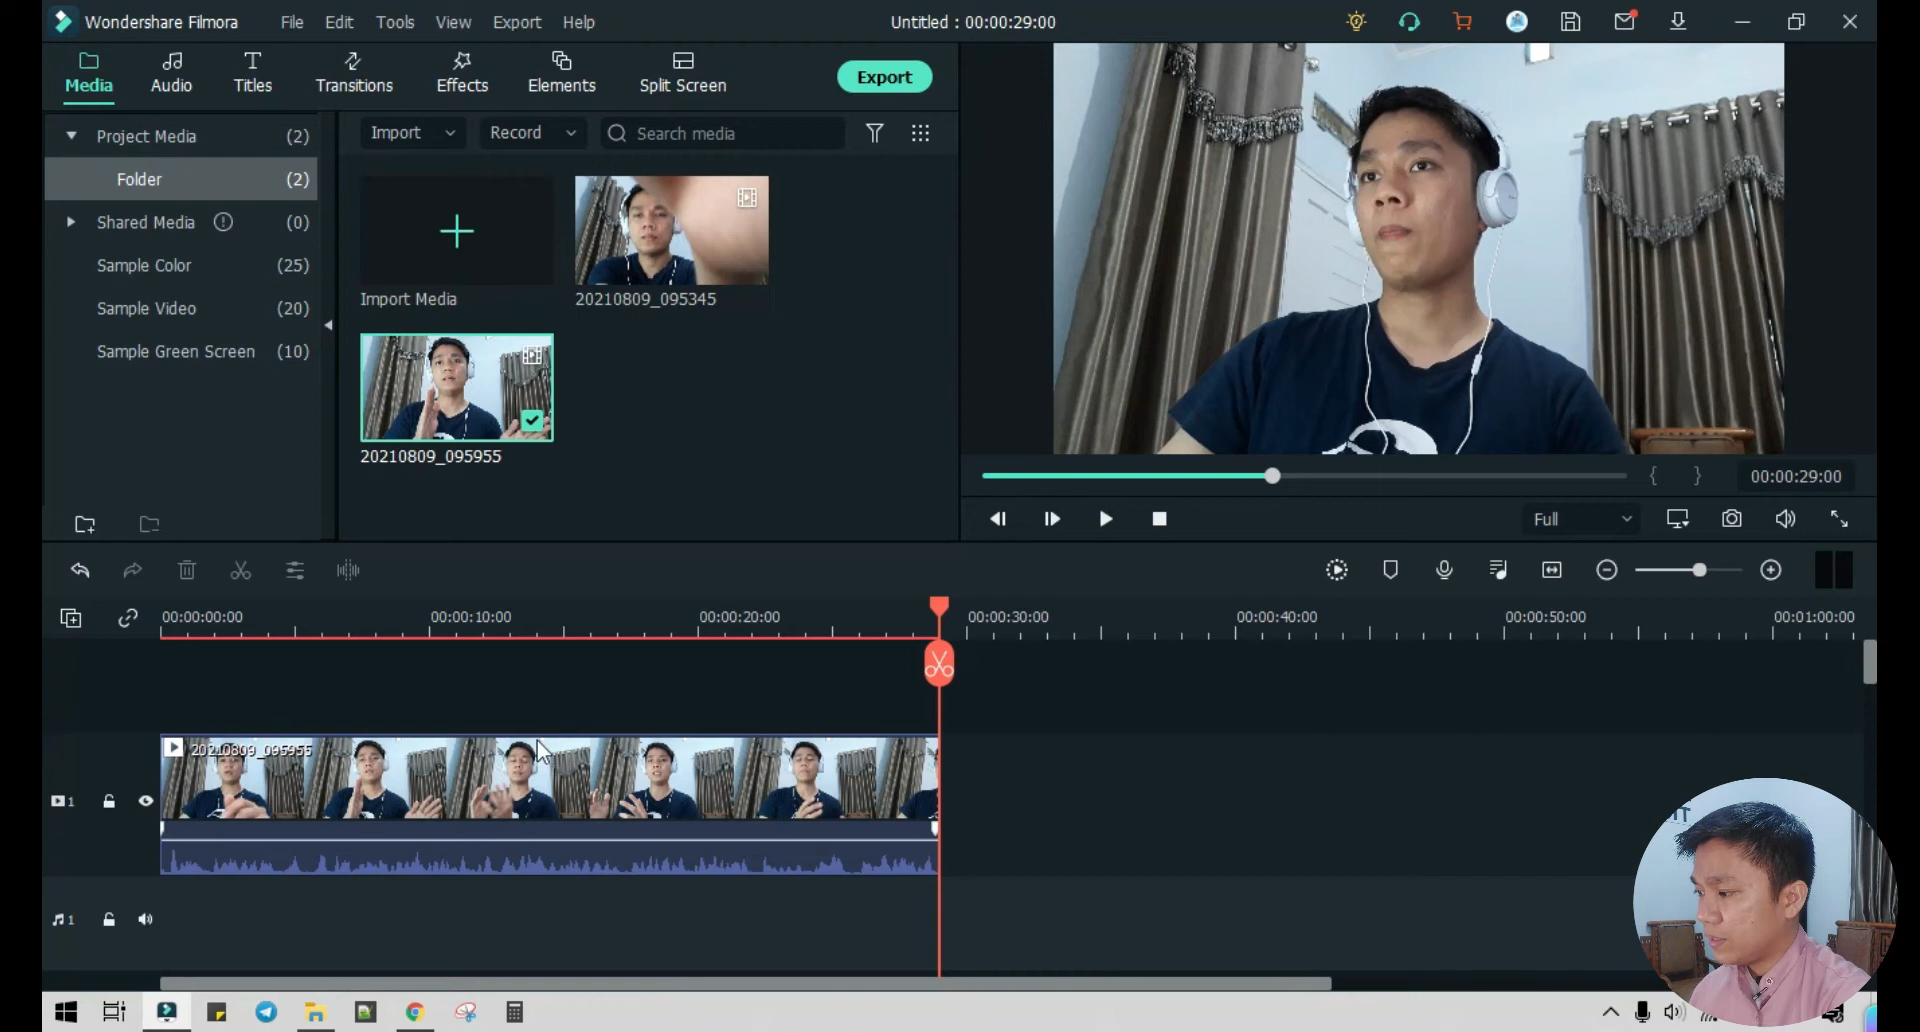 Wondershare Filmora File Edit Tools View Export Help Untitled : 00:00:29:00
Media Audio Titles Transitions Effects Elements Split Screen Export
Project Media (2)
Folder (2)
Shared Media (0)
Sample Color (25)
Sample Video (20)
Sample Green Screen (10)
Import Record Search media
Import Media 20210809_095345
20210809_095955
{ } 00:00:29:00
Full
00:00:00:00 00:00:10:00 00:00:20:00 00:00:30:00 00:00:40:00 00:00:50:00 00:01:00:00
20210809_095955
1
1